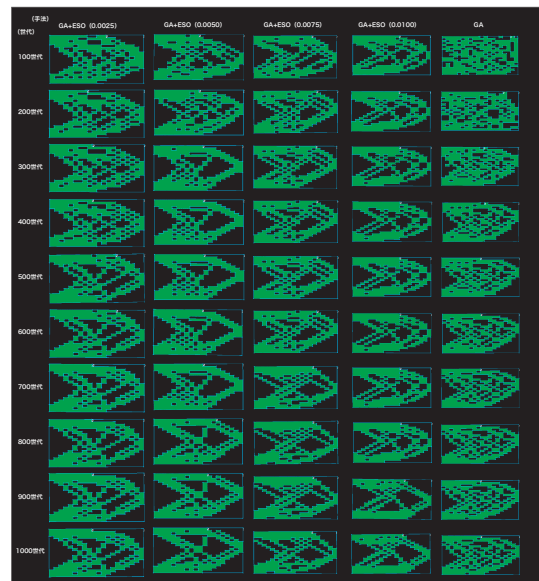 (手法)
(世代)
GA+ESO (0.0025)
GA+ESO (0.0050)
GA+ESO (0.0075)
GA+ESO (0.0100)
GA
100世代
200世代
300世代
400世代
500世代
600世代
700世代
800世代
900世代
1000世代